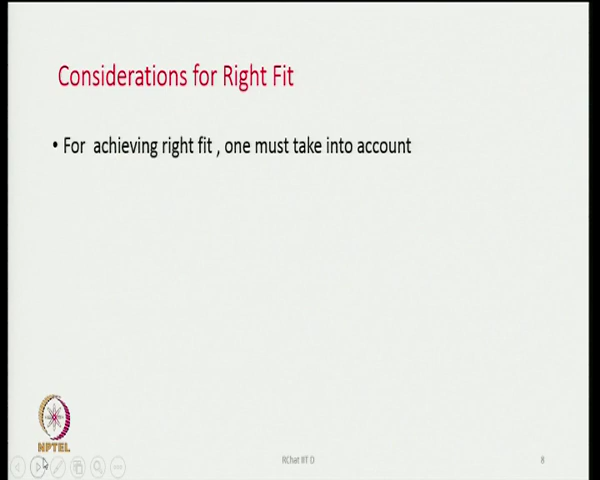 Considerations for Right Fit
• For achieving right fit , one must take into account
NPTEL
RChat IIT D
8